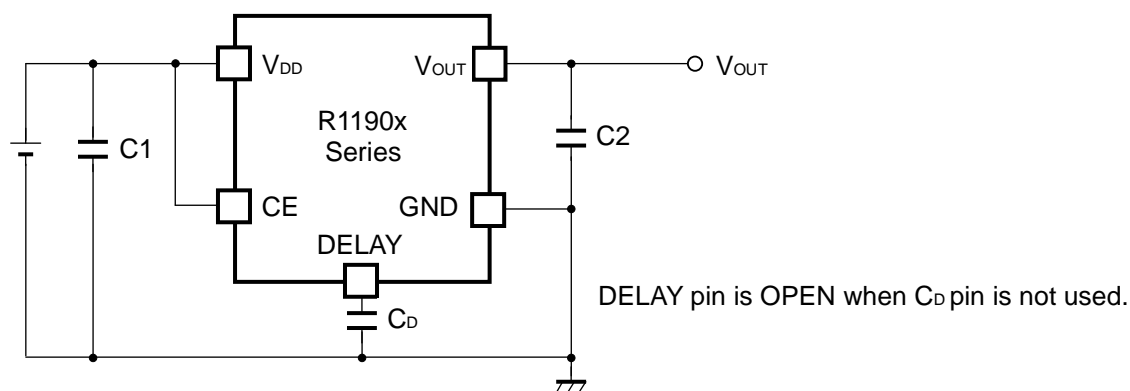 VDD
VOUT
VOUT
R1190x
Series
C1
C2
CE
GND
DELAY
CD
DELAY pin is OPEN when CD pin is not used.